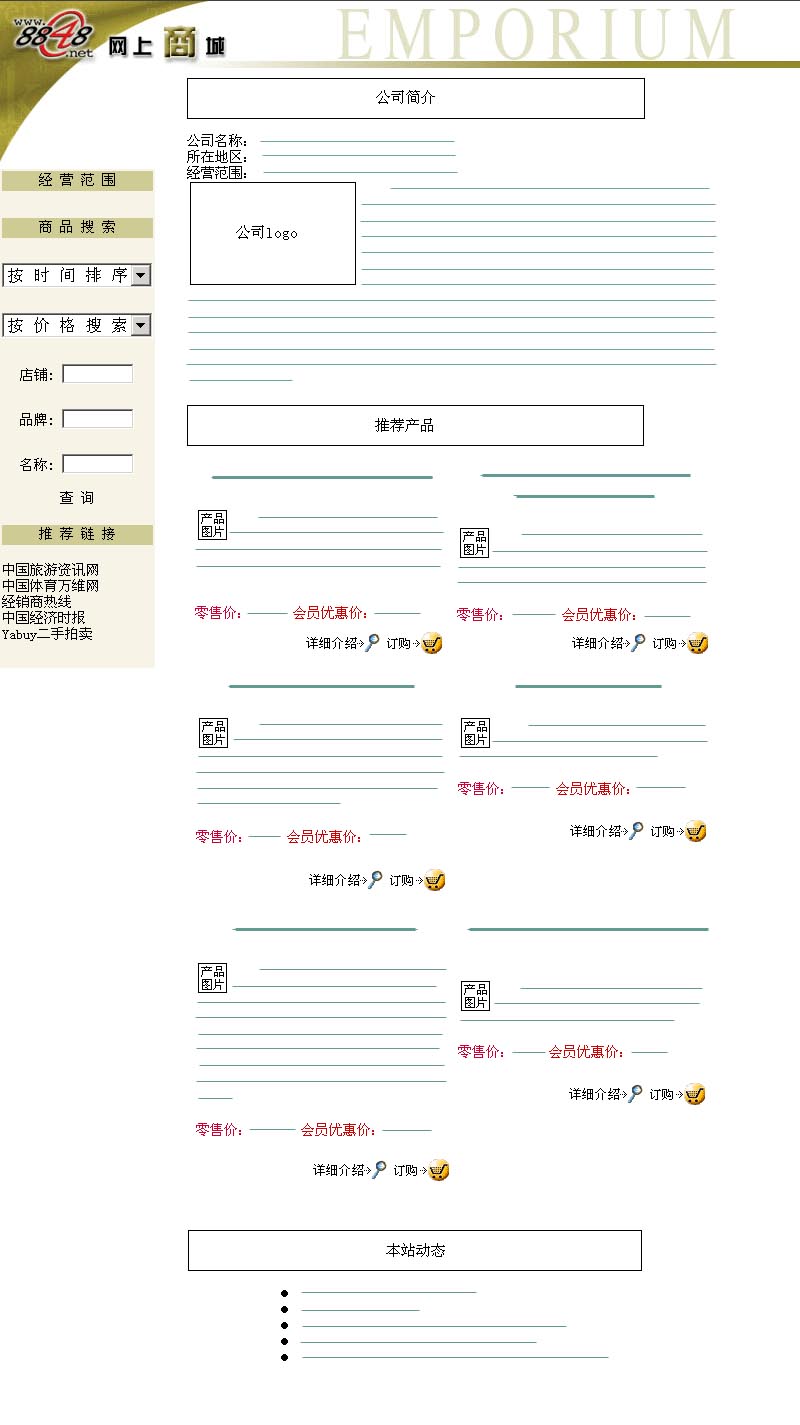 www.
8848
.net
网上商城
EMPORIUM
经营范围
商品搜索
按时间排序
按价格搜索
店铺：
品牌：
名称：
查询
推荐链接
中国旅游资讯网
中国体育万维网
经销商热线
中国经济时报
Yabuy二手拍卖
公司简介
公司名称：
所在地区：
经营范围：
公司logo
推荐产品
产品
图片
零售价： 会员优惠价：
详细介绍 订购
产品
图片
零售价： 会员优惠价：
详细介绍 订购
产品
图片
零售价： 会员优惠价：
详细介绍 订购
产品
图片
零售价： 会员优惠价：
详细介绍 订购
产品
图片
零售价： 会员优惠价：
详细介绍 订购
产品
图片
零售价： 会员优惠价：
详细介绍 订购
本站动态